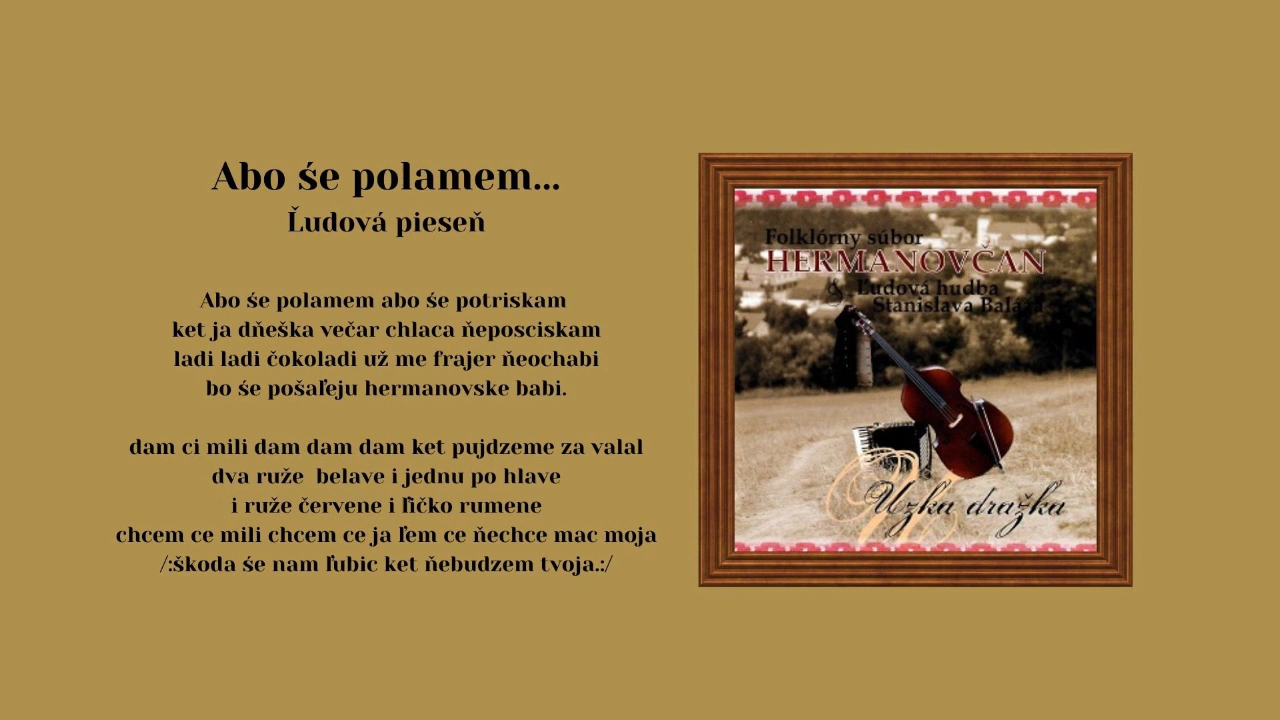 Abo śe polamem...
Ľudová pieseň
Abo śe polamem abo śe potriskam
ket ja dňeška večar chlaca ňeposciskam
ladi ladi čokoladi už me frajer ňeochabi
bo śe pošaľeju hermanovske babi.
dam ci mili dam dam dam ket pujdzeme za valal
dva ruže belave i jednu po hlave
i ruže červene i ľičko rumene
chcem ce mili chcem ce ja ľem ce ňechce mac moja
/:škoda śe nam ľubic ket ňebudzem tvoja.:/
Folklórny súbor
HERMANOVČAN
& Ľudová hudba
Stanislava Baláža
Uzka dražka